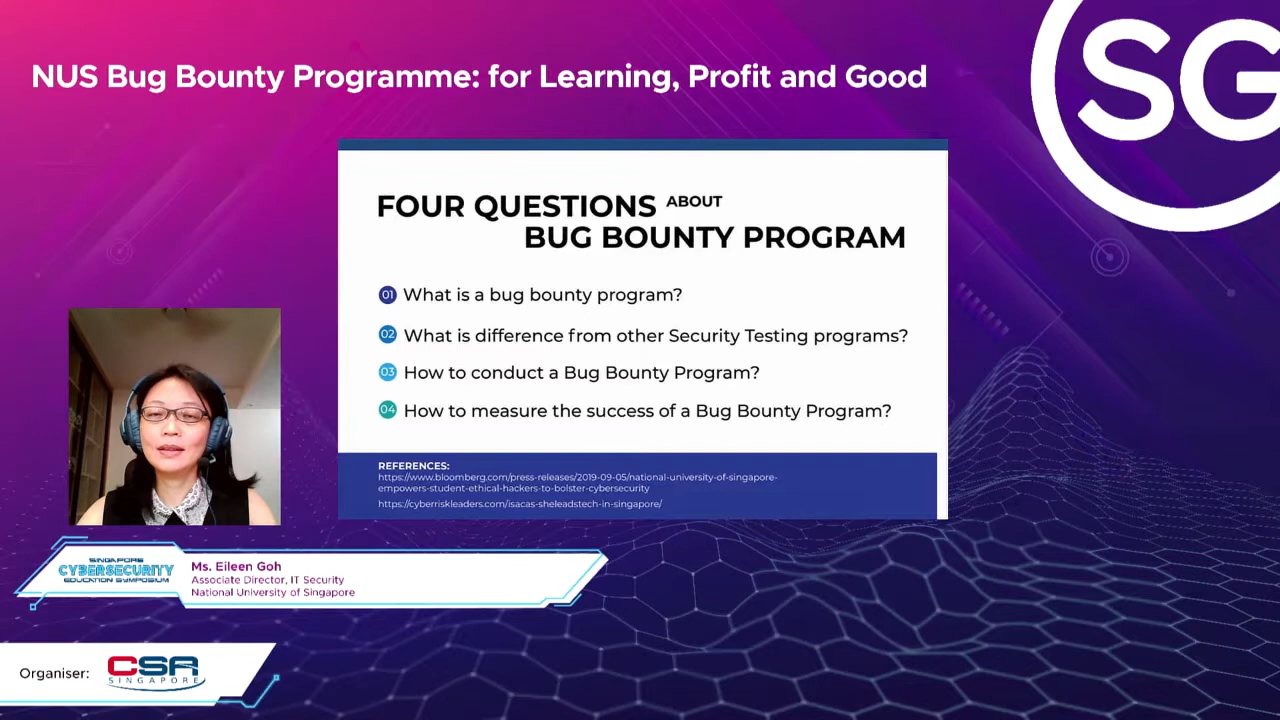 NUS Bug Bounty Programme: for Learning, Profit and Good
SG
FOUR QUESTIONS ABOUT
BUG BOUNTY PROGRAM
01 What is a bug bounty program?
02 What is difference from other Security Testing programs?
03 How to conduct a Bug Bounty Program?
04 How to measure the success of a Bug Bounty Program?
REFERENCES:
https://www.bloomberg.com/press-releases/2019-09-05/national-university-of-singapore-
empowers-student-ethical-hackers-to-bolster-cybersecurity
https://cyberriskleaders.com/isacas-sheleadstech-in-singapore/
SINGAPORE
CYBERSECURITY
EDUCATION SYMPOSIUM
Ms. Eileen Goh
Associate Director, IT Security
National University of Singapore
Organiser:
CSA
SINGAPORE